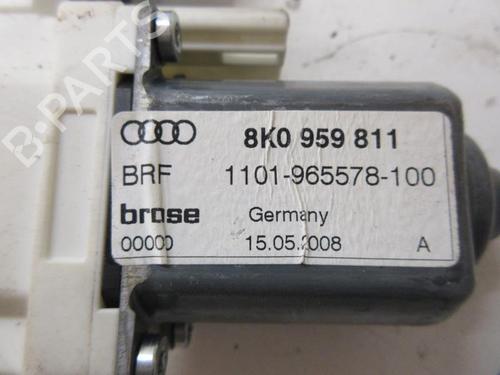 8K0 959 811
BRF 1101-965578-100
brose Germany
00000 15.05.2008 A
B-PARTS